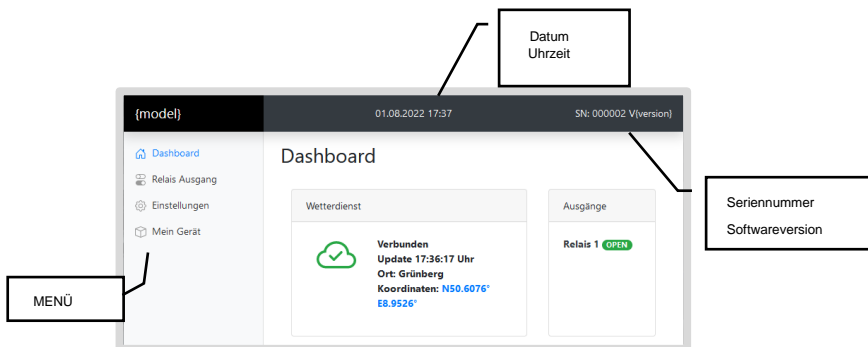 Datum
Uhrzeit
{model}
01.08.2022 17:37
SN: 000002 V(version)
Dashboard
Relais Ausgang
Einstellungen
Mein Gerät
Dashboard
Wetterdienst
Verbunden
Update 17:36:17 Uhr
Ort: Grünberg
Koordinaten: N50.6076°
E8.9526°
Ausgänge
Relais 1 OPEN
Seriennummer
Softwareversion
MENÜ